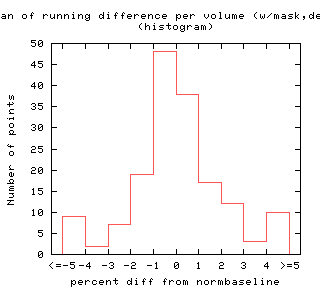 an of running difference per volume (w/mask,de
(histogram)
50
45
40
35
30
25
20
15
10
5
0
Number of points
<=-5 -4 -3 -2 -1 0 1 2 3 4 >=5
percent diff from normbaseline